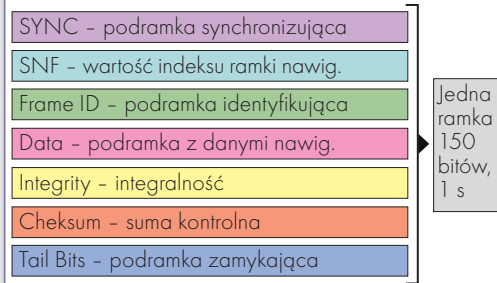 SYNC – podramka synchronizująca
SNF – wartość indeksu ramki nawig.
Frame ID – podramka identyfikująca
Data – podramka z danymi nawig.
Integrity – integralność
Cheksum – suma kontrolna
Tail Bits – podramka zamykająca
Jedna
ramka
150
bitów,
1 s